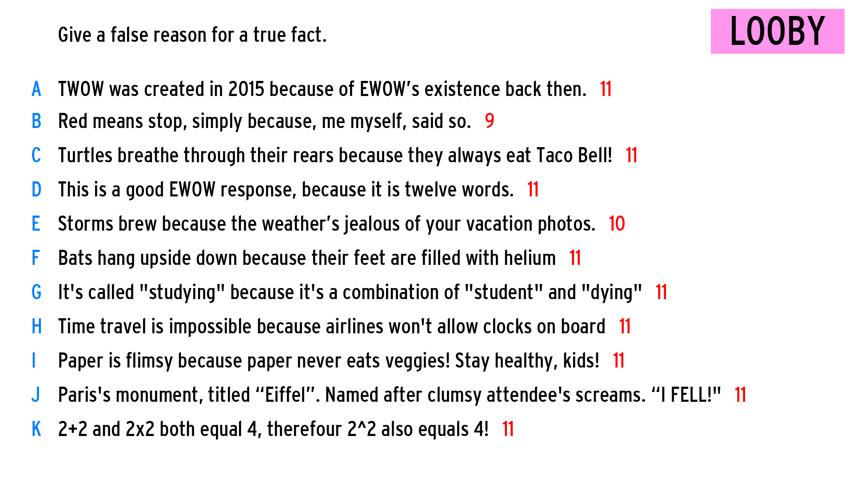 Give a false reason for a true fact.
LOOBY
A TWOW was created in 2015 because of EWOW’s existence back then. 11
B Red means stop, simply because, me myself, said so. 9
C Turtles breathe through their rears because they always eat Taco Bell! 11
D This is a good EWOW response, because it is twelve words. 11
E Storms brew because the weather’s jealous of your vacation photos. 10
F Bats hang upside down because their feet are filled with helium 11
G It's called "studying" because it's a combination of "student" and "dying" 11
H Time travel is impossible because airlines won't allow clocks on board 11
I Paper is flimsy because paper never eats veggies! Stay healthy, kids! 11
J Paris's monument, titled “Eiffel”. Named after clumsy attendee's screams. “I FELL!" 11
K 2+2 and 2x2 both equal 4, therefour 2^2 also equals 4! 11